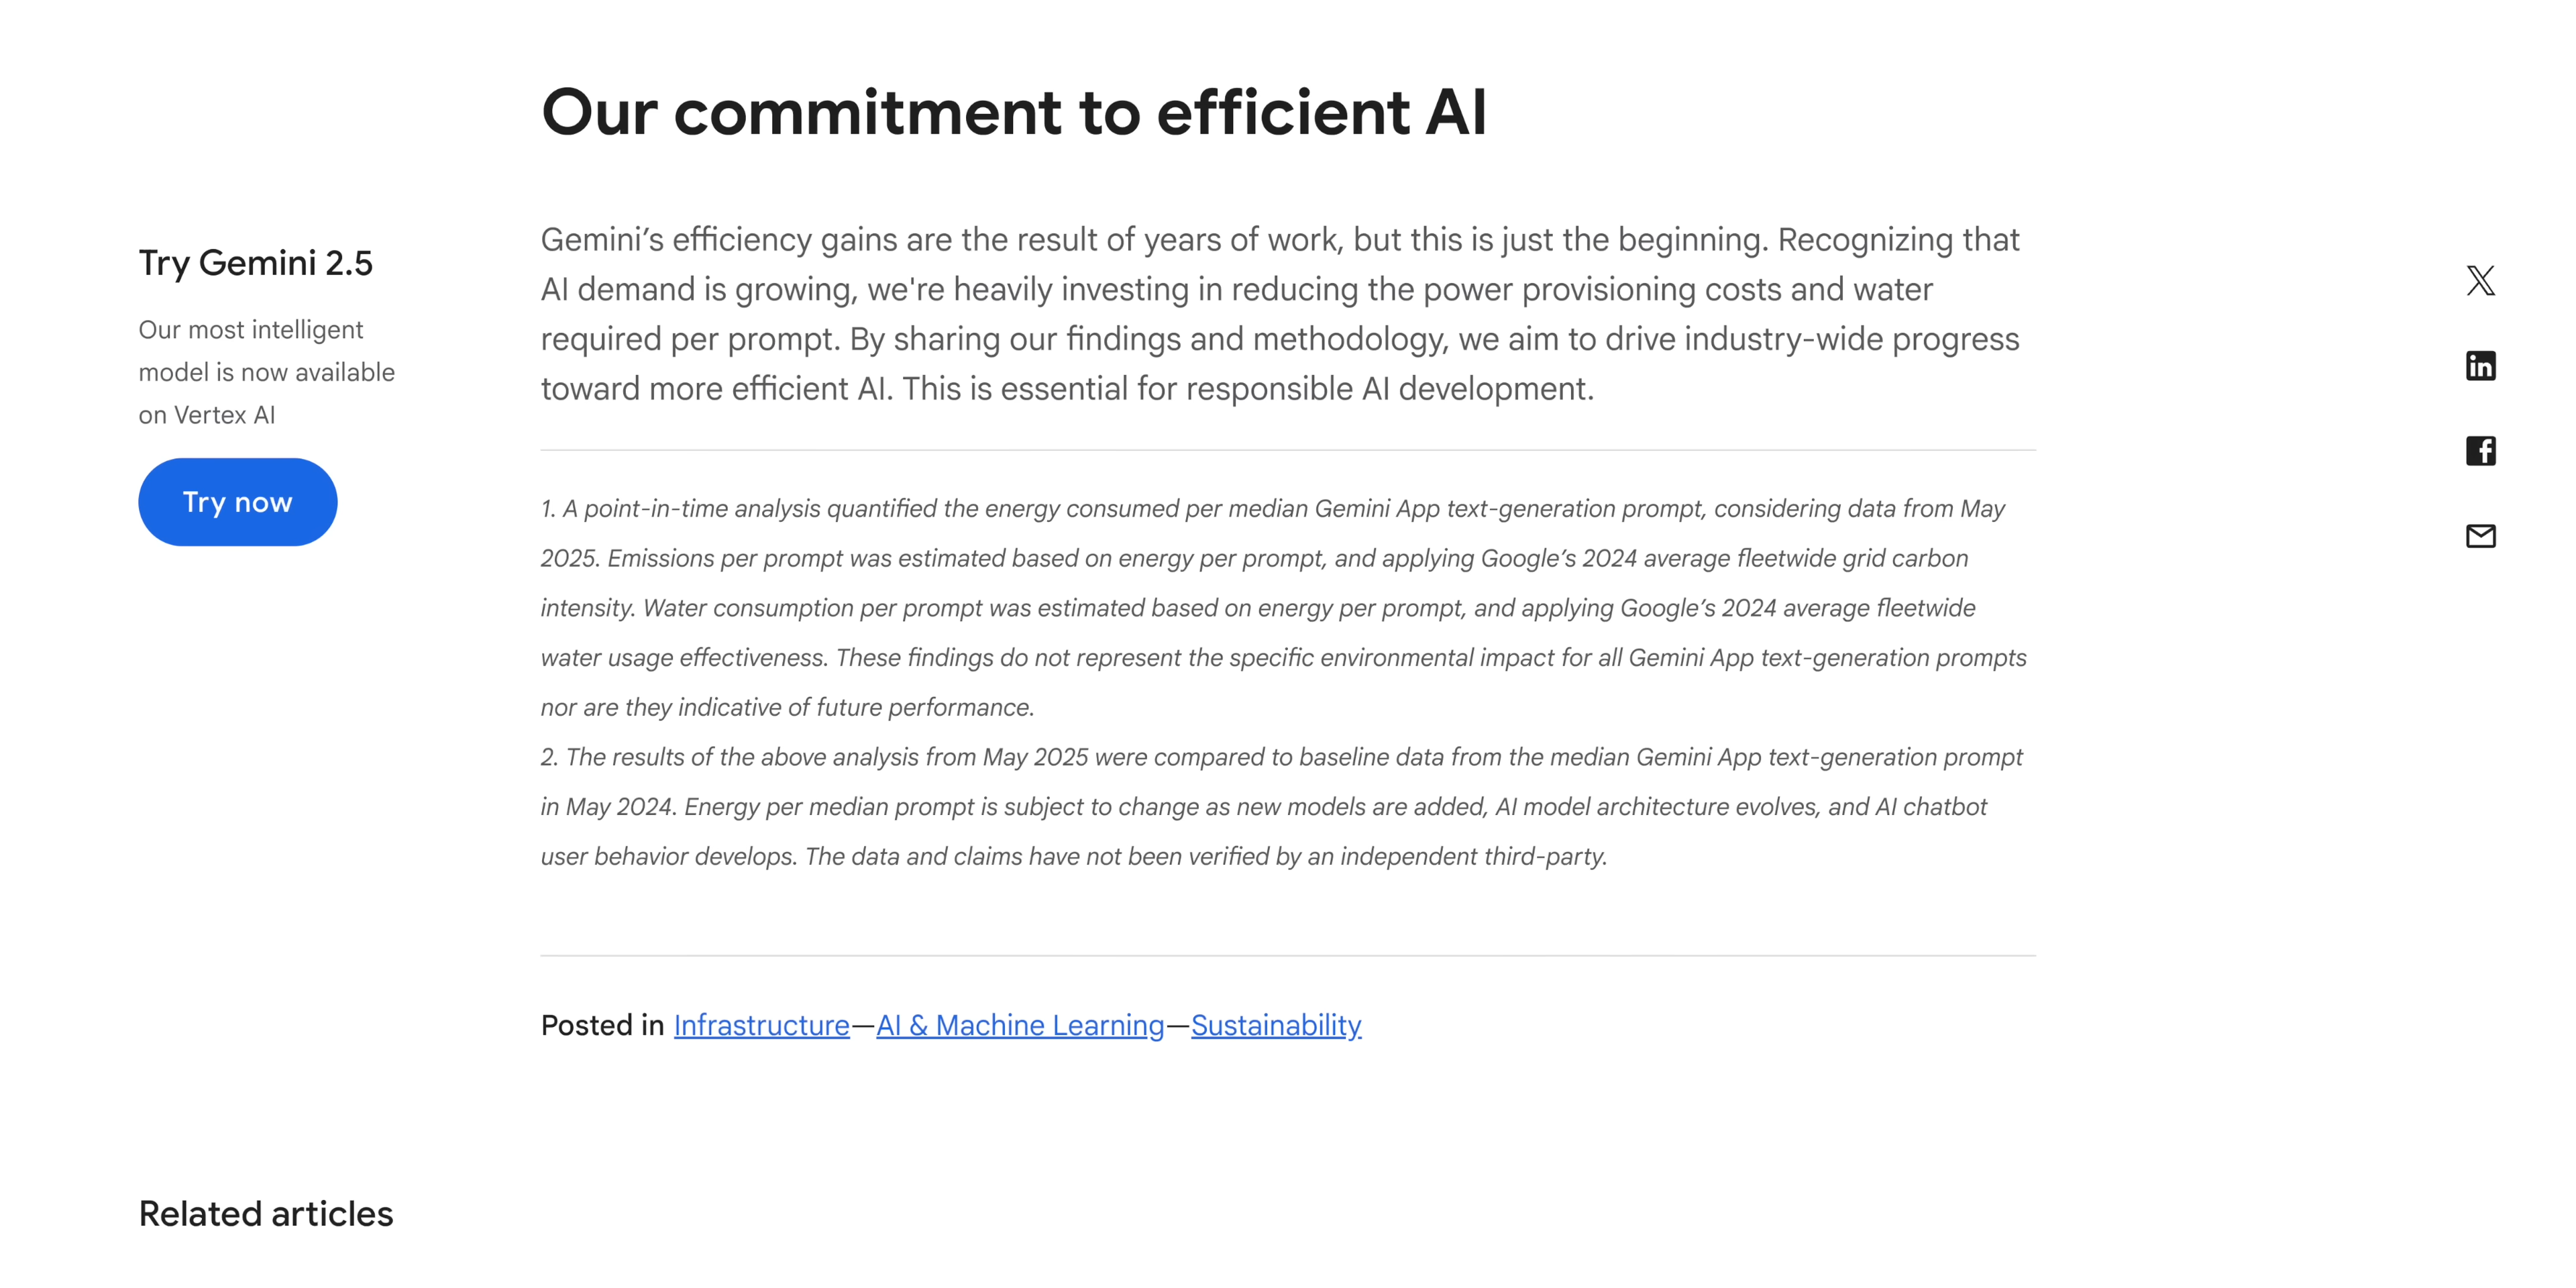 Our commitment to efficient AI
Try Gemini 2.5
Our most intelligent
model is now available
on Vertex AI
Try now
Gemini’s efficiency gains are the result of years of work, but this is just the beginning. Recognizing that
AI demand is growing, we're heavily investing in reducing the power provisioning costs and water
required per prompt. By sharing our findings and methodology, we aim to drive industry-wide progress
toward more efficient AI. This is essential for responsible AI development.
1. A point-in-time analysis quantified the energy consumed per median Gemini App text-generation prompt, considering data from May
2025. Emissions per prompt was estimated based on energy per prompt, and applying Google’s 2024 average fleetwide grid carbon
intensity. Water consumption per prompt was estimated based on energy per prompt, and applying Google’s 2024 average fleetwide
water usage effectiveness. These findings do not represent the specific environmental impact for all Gemini App text-generation prompts
nor are they indicative of future performance.
2. The results of the above analysis from May 2025 were compared to baseline data from the median Gemini App text-generation prompt
in May 2024. Energy per median prompt is subject to change as new models are added, AI model architecture evolves, and AI chatbot
user behavior develops. The data and claims have not been verified by an independent third-party.
Posted in Infrastructure—AI & Machine Learning—Sustainability
Related articles